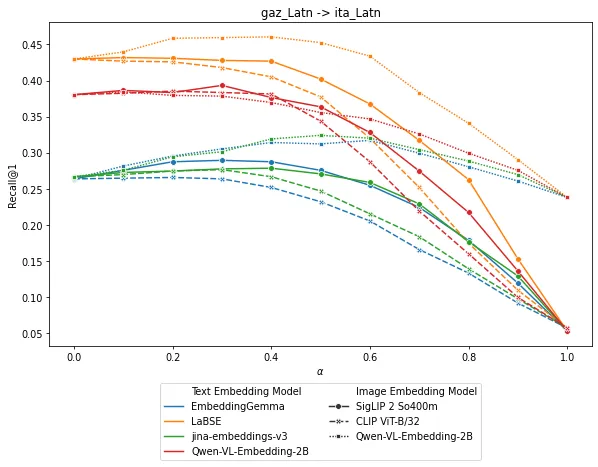 gaz_Latn -> ita_Latn
Recall@1
0.45
0.40
0.35
0.30
0.25
0.20
0.15
0.10
0.05
0.0 0.2 0.4 0.6 0.8 1.0
α
Text Embedding Model
EmbeddingGemma
LaBSE
jina-embeddings-v3
Qwen-VL-Embedding-2B
Image Embedding Model
SigLIP 2 So400m
CLIP ViT-B/32
Qwen-VL-Embedding-2B